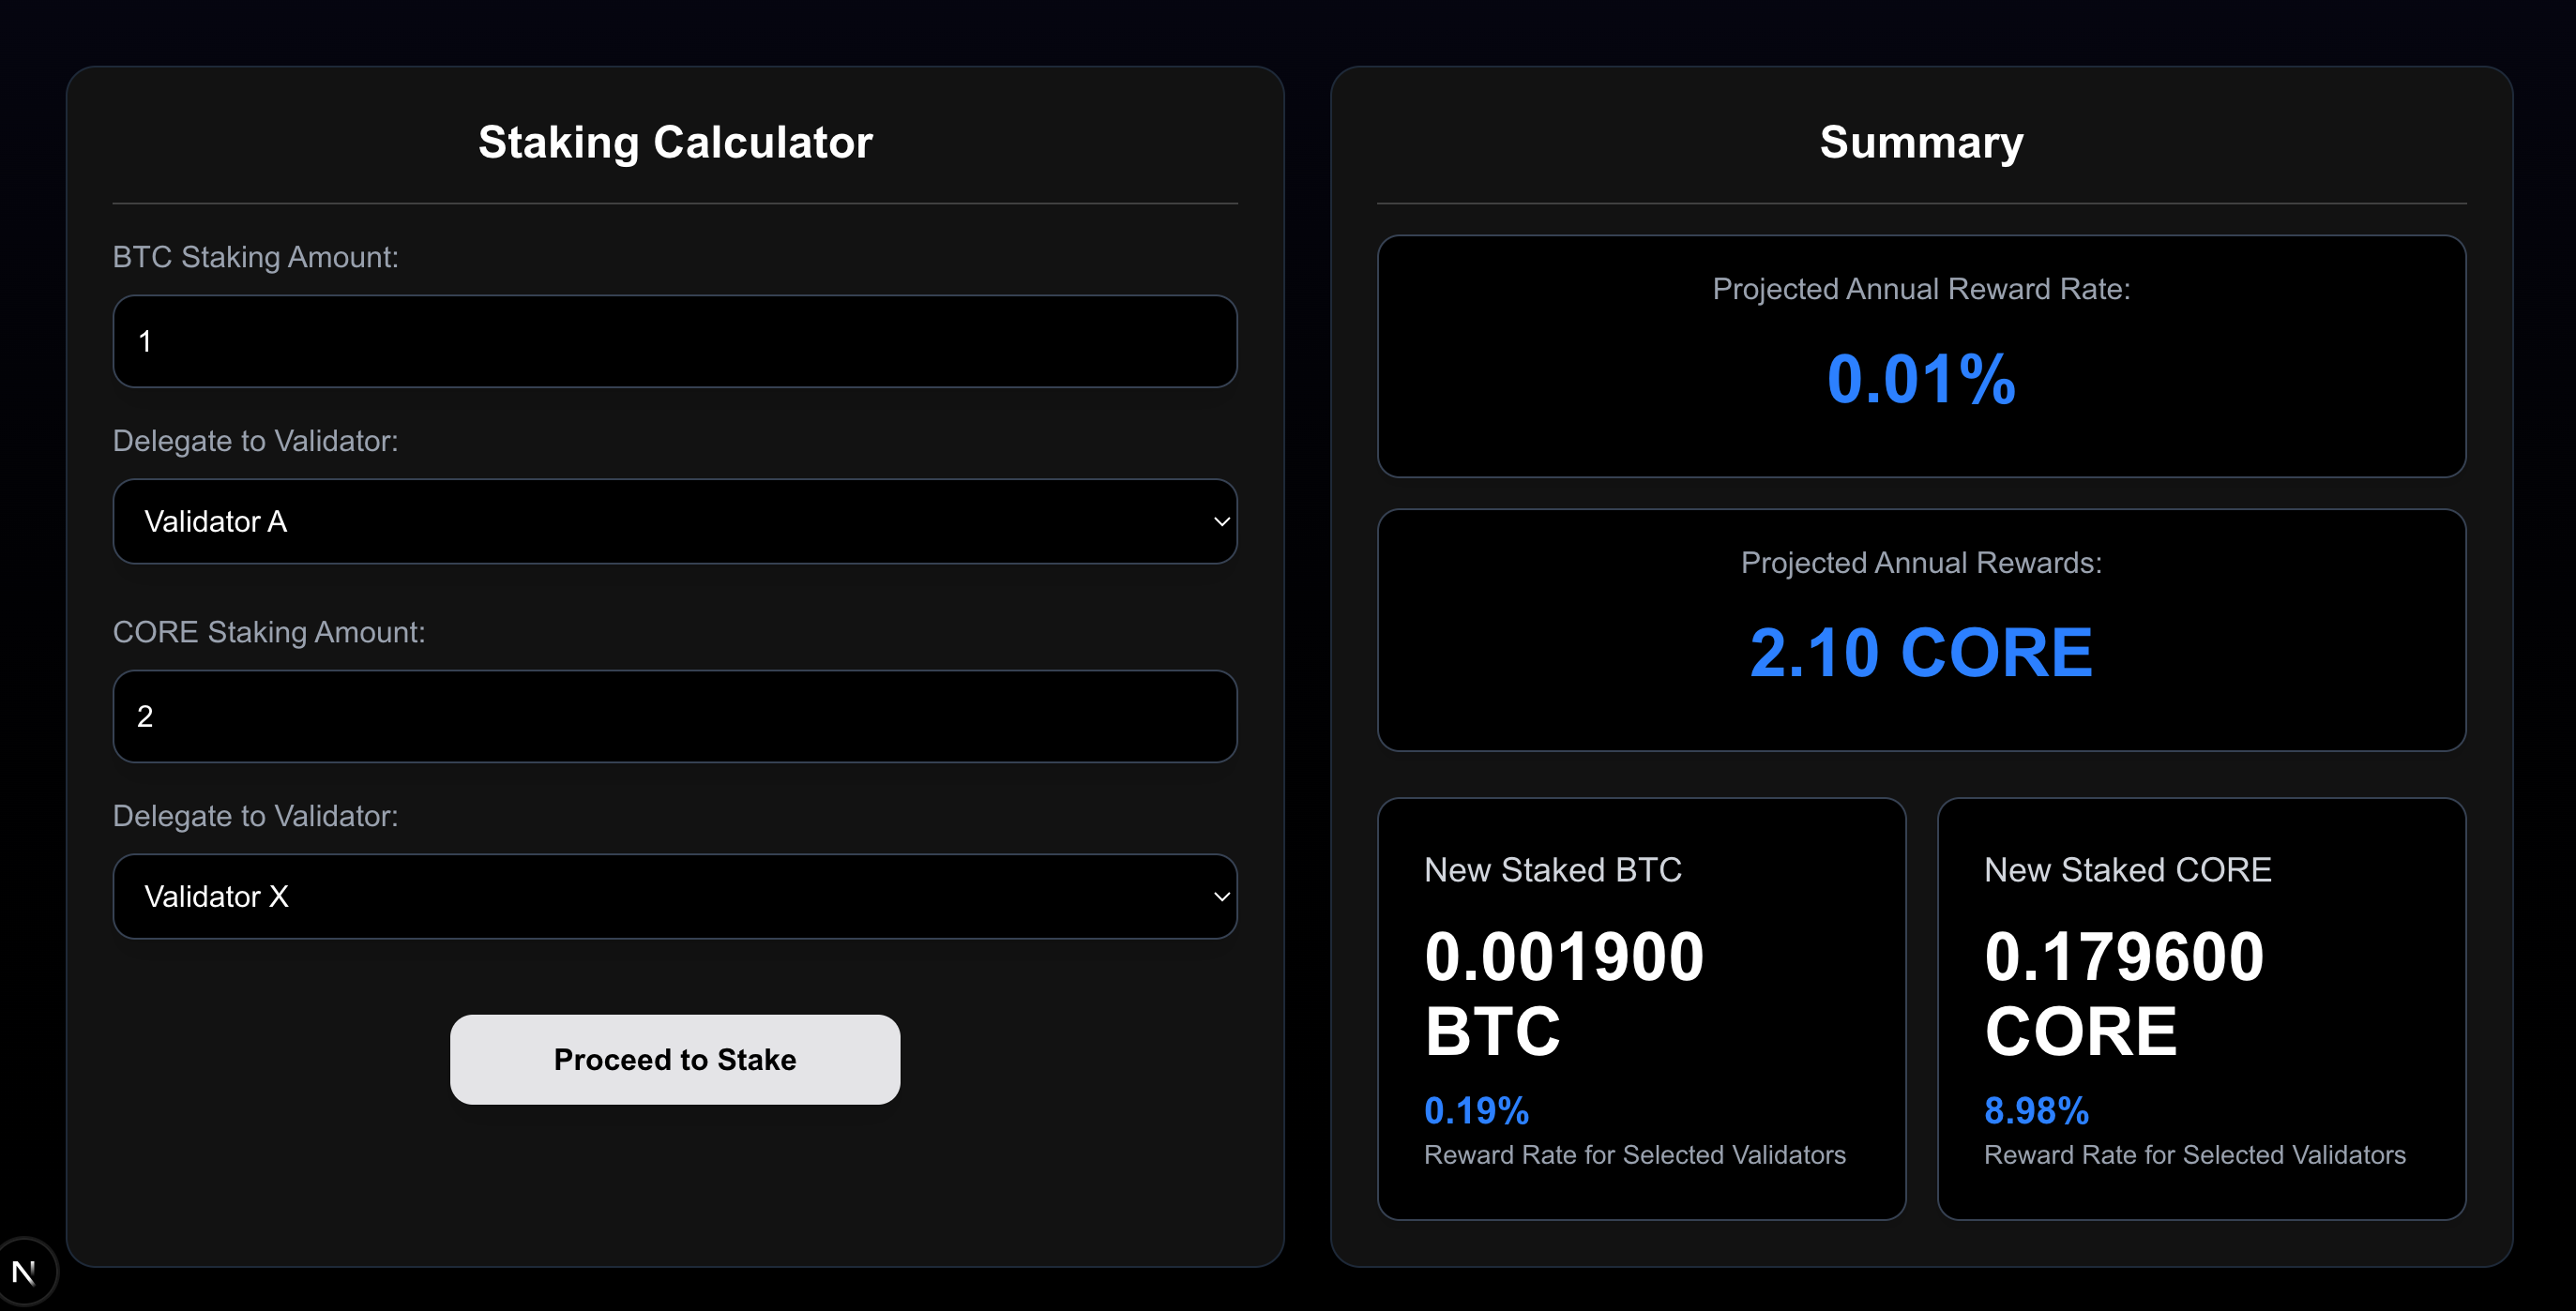 Staking Calculator
BTC Staking Amount:
1
Delegate to Validator:
Validator A
CORE Staking Amount:
2
Delegate to Validator:
Validator X
Proceed to Stake
Summary
Projected Annual Reward Rate:
0.01%
Projected Annual Rewards:
2.10 CORE
New Staked BTC
0.001900
BTC
0.19%
Reward Rate for Selected Validators
New Staked CORE
0.179600
CORE
8.98%
Reward Rate for Selected Validators
N